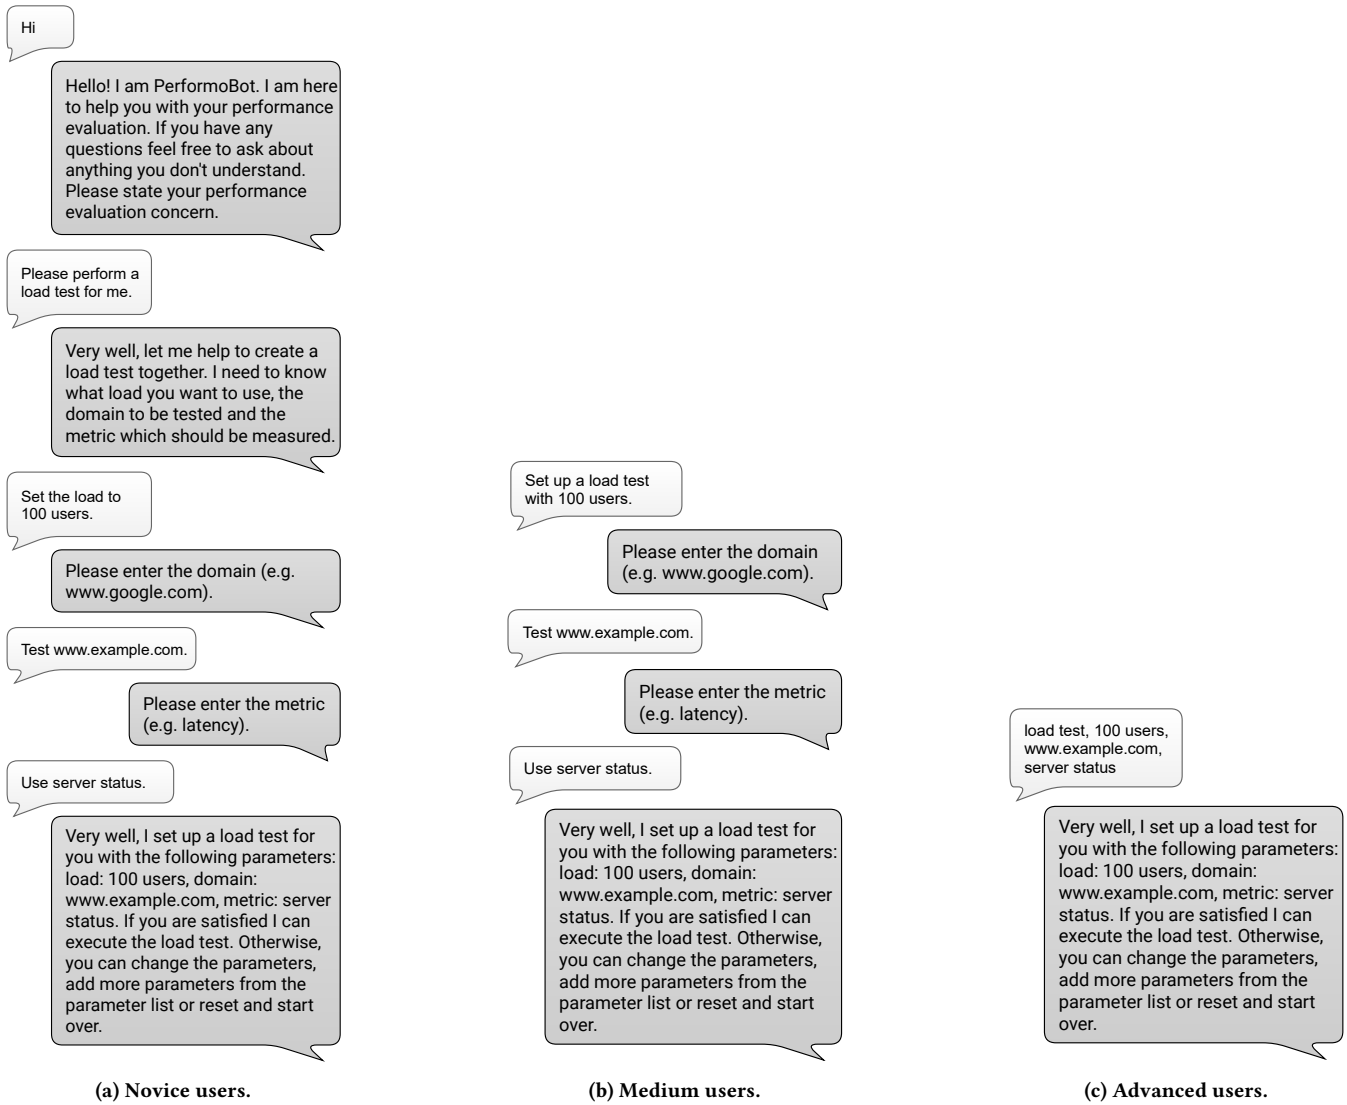 Hi
Hello! I am PerformoBot. I am here
to help you with your performance
evaluation. If you have any
questions feel free to ask about
anything you don't understand.
Please state your performance
evaluation concern.
Please perform a
load test for me.
Very well, let me help to create a
load test together. I need to know
what load you want to use, the
domain to be tested and the
metric which should be measured.
Set the load to
100 users.
Please enter the domain (e.g.
www.google.com).
Test www.example.com.
Please enter the metric
(e.g. latency).
Use server status.
Very well, I set up a load test for
you with the following parameters:
load: 100 users, domain:
www.example.com, metric: server
status. If you are satisfied I can
execute the load test. Otherwise,
you can change the parameters,
add more parameters from the
parameter list or reset and start
over.
(a) Novice users.
Set up a load test
with 100 users.
Please enter the domain
(e.g. www.google.com).
Test www.example.com.
Please enter the metric
(e.g. latency).
Use server status.
Very well, I set up a load test for
you with the following parameters:
load: 100 users, domain:
www.example.com, metric: server
status. If you are satisfied I can
execute the load test. Otherwise,
you can change the parameters,
add more parameters from the
parameter list or reset and start
over.
(b) Medium users.
load test, 100 users,
www.example.com,
server status
Very well, I set up a load test for
you with the following parameters:
load: 100 users, domain:
www.example.com, metric: server
status. If you are satisfied I can
execute the load test. Otherwise,
you can change the parameters,
add more parameters from the
parameter list or reset and start
over.
(c) Advanced users.